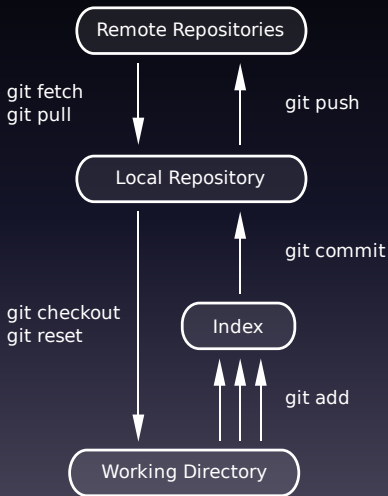 Remote Repositories
git fetch
git pull
git push
Local Repository
git commit
git checkout
git reset
Index
git add
Working Directory